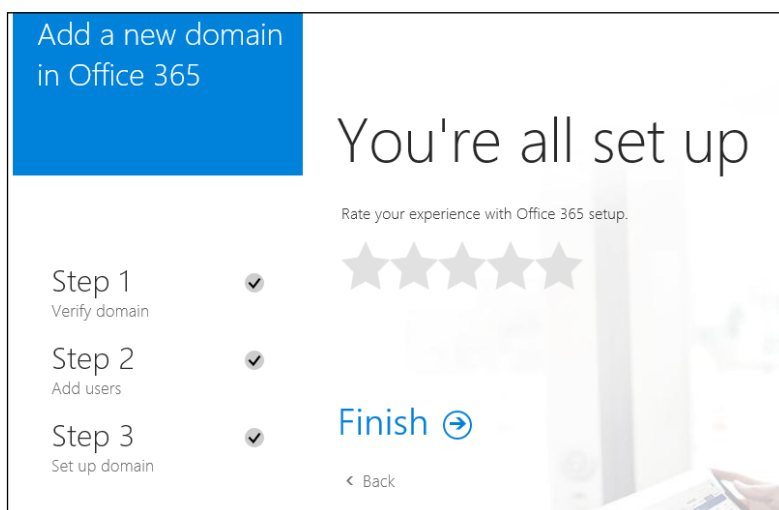 Add a new domain
in Office 365
You're all set up
Rate your experience with Office 365 setup.
Step 1
Verify domain
Step 2
Add users
Step 3
Set up domain
Finish
Back